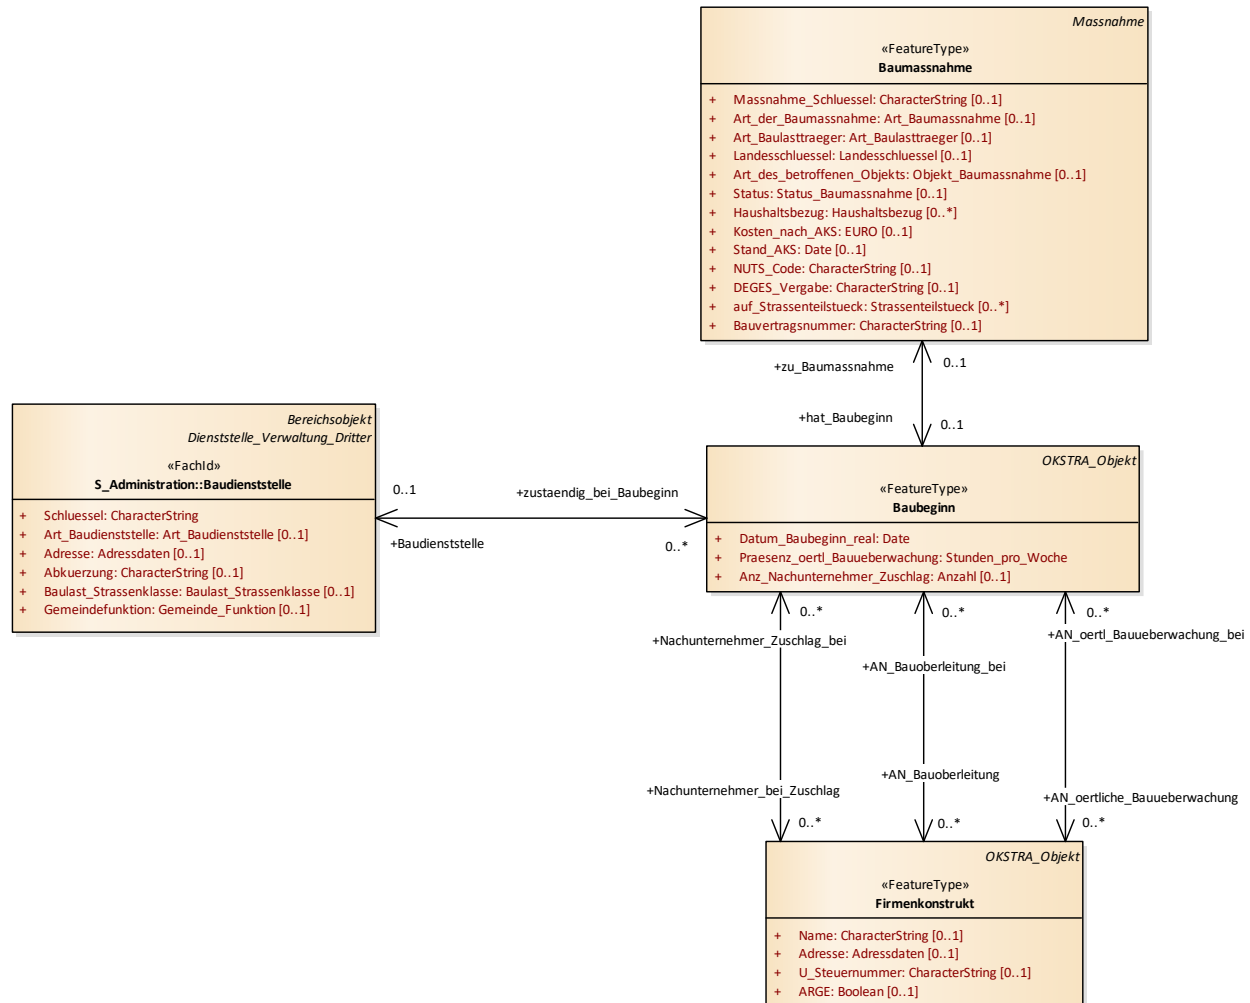 Massnahme
«FeatureType»
Baumassnahme
+ Massnahme_Schluessel: CharacterString [0..1]
+ Art_der_Baumassnahme: Art_Baumassnahme [0..1]
+ Art_Baulasttraeger: Art_Baulasttraeger [0..1]
+ Landesschluessel: Landesschluessel [0..1]
+ Art_des_betroffenen_Objekts: Objekt_Baumassnahme [0..1]
+ Status: Status_Baumassnahme [0..1]
+ Haushaltsbezug: Haushaltsbezug [0..*]
+ Kosten_nach_AKS: EURO [0..1]
+ Stand_AKS: Date [0..1]
+ NUTS_Code: CharacterString [0..1]
+ DEGES_Vergabe: CharacterString [0..1]
+ auf_Strassenteilstueck: Strassenteilstueck [0..*]
+ Bauvertragsnummer: CharacterString [0..1]
+zu_Baumassnahme
0..1
+hat_Baubeginn
0..1
Bereichsobjekt
Dienststelle_Verwaltung_Dritter
«FachId»
S_Administration::Baudienststelle
+ Schluessel: CharacterString
+ Art_Baudienststelle: Art_Baudienststelle [0..1]
+ Adresse: Adressdaten [0..1]
+ Abkuerzung: CharacterString [0..1]
+ Baulast_Strassenklasse: Baulast_Strassenklasse [0..1]
+ Gemeindefunktion: Gemeinde_Funktion [0..1]
0..1
+zustaendig_bei_Baubeginn
+Baudienststelle
0..*
OKSTRA_Objekt
«FeatureType»
Baubeginn
+ Datum_Baubeginn_real: Date
+ Praesenz_oertl_Bauueberwachung: Stunden_pro_Woche
+ Anz_Nachunternehmer_Zuschlag: Anzahl [0..1]
0..*
0..*
0..*
+Nachunternehmer_Zuschlag_bei
+AN_Bauoberleitung_bei
+AN_oertl_Bauueberwachung_bei
+Nachunternehmer_bei_Zuschlag
+AN_Bauoberleitung
+AN_oertliche_Bauueberwachung
0..*
0..*
0..*
OKSTRA_Objekt
«FeatureType»
Firmenkonstrukt
+ Name: CharacterString [0..1]
+ Adresse: Adressdaten [0..1]
+ U_Steuernummer: CharacterString [0..1]
+ ARGE: Boolean [0..1]